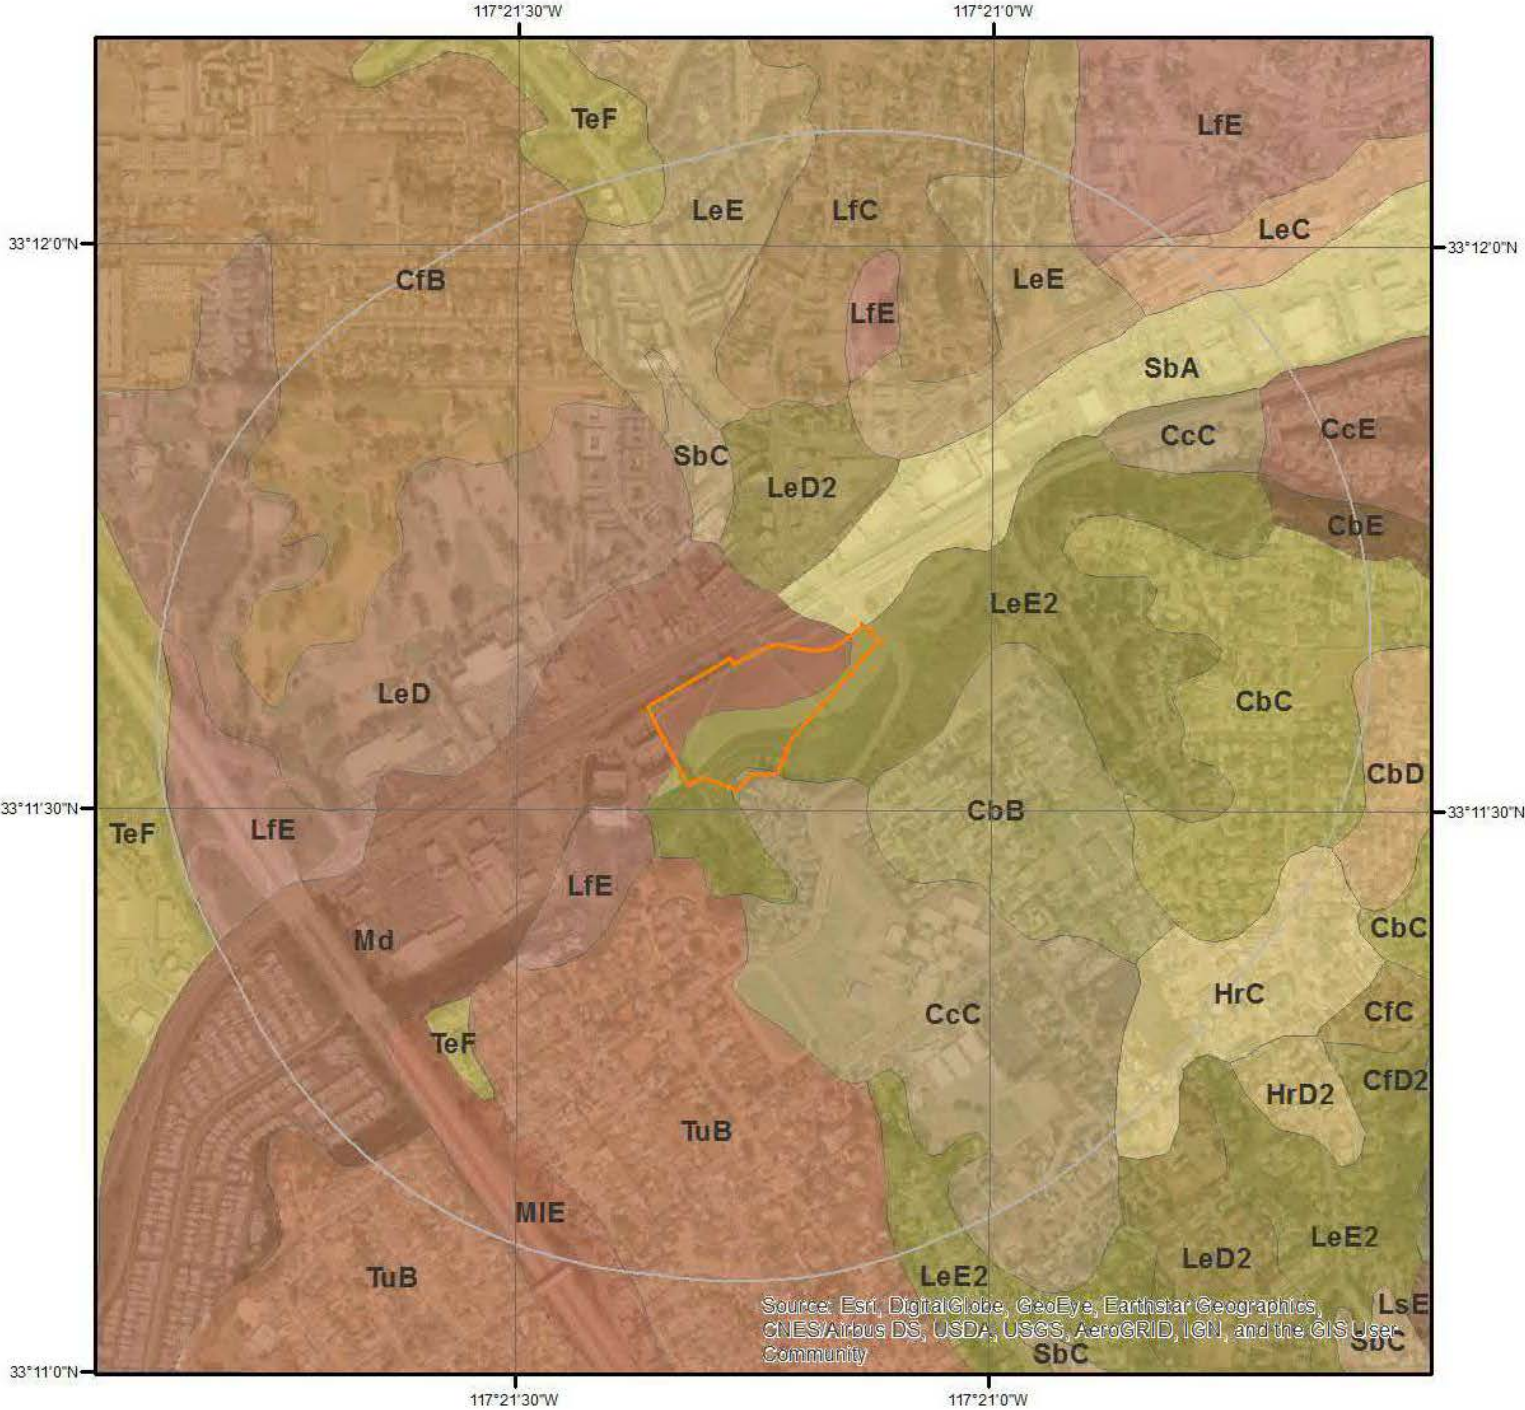 117°21'30"W
117°21'0"W
TeF
LfE
LeE
LfC
LeC
33°12'0"N
33°12'0"N
CfB
LeE
LfE
SbA
CcC
CcE
SbC
LeD2
CbE
LeE2
LeD
CbC
CbD
33°11'30"N
33°11'30"N
CbB
TeF
LfE
LfE
CbC
Md
HrC
CcC
CfC
TeF
CfD2
HrD2
TuB
MIE
LeE2
LeD2
TuB
LeE2
Source: Esri, DigitalGlobe, GeoEye, Earthstar Geographics,
LsE
CNES/Airbus DS, USDA, USGS, AeroGRID, IGN, and the GIS User
SbC
Community
SbC
33°11'0"N
117°21'30"W
117°21'0"W